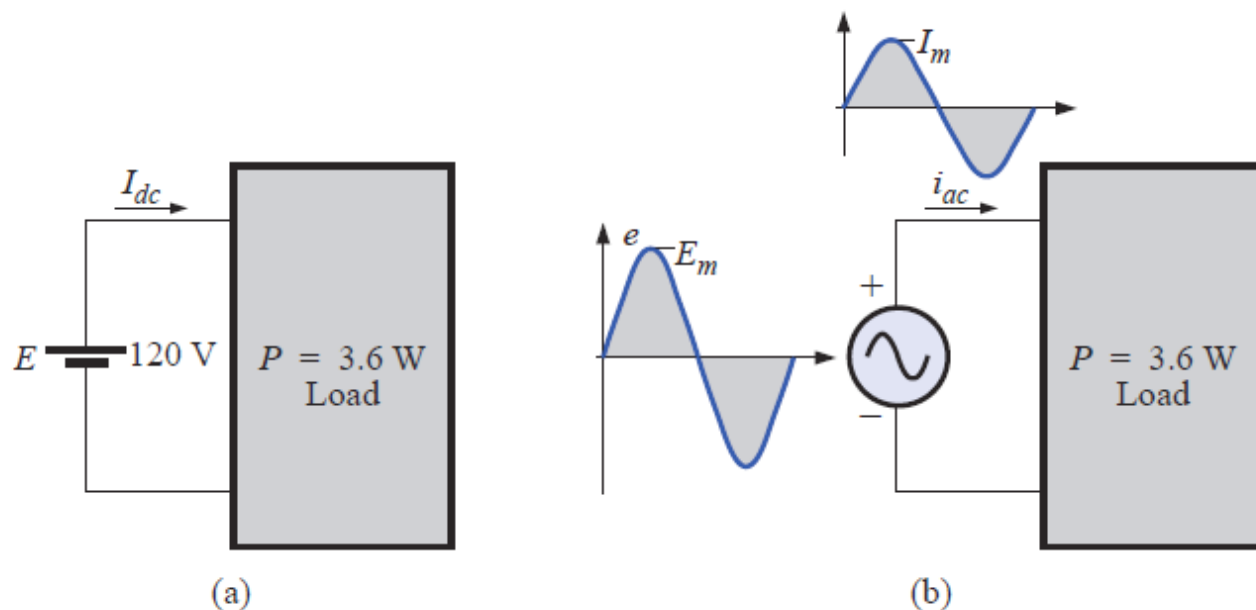 I_m
I_dc
i_ac
e
E_m
+
E 120 V
P = 3.6 W
Load
P = 3.6 W
Load
−
(a)
(b)